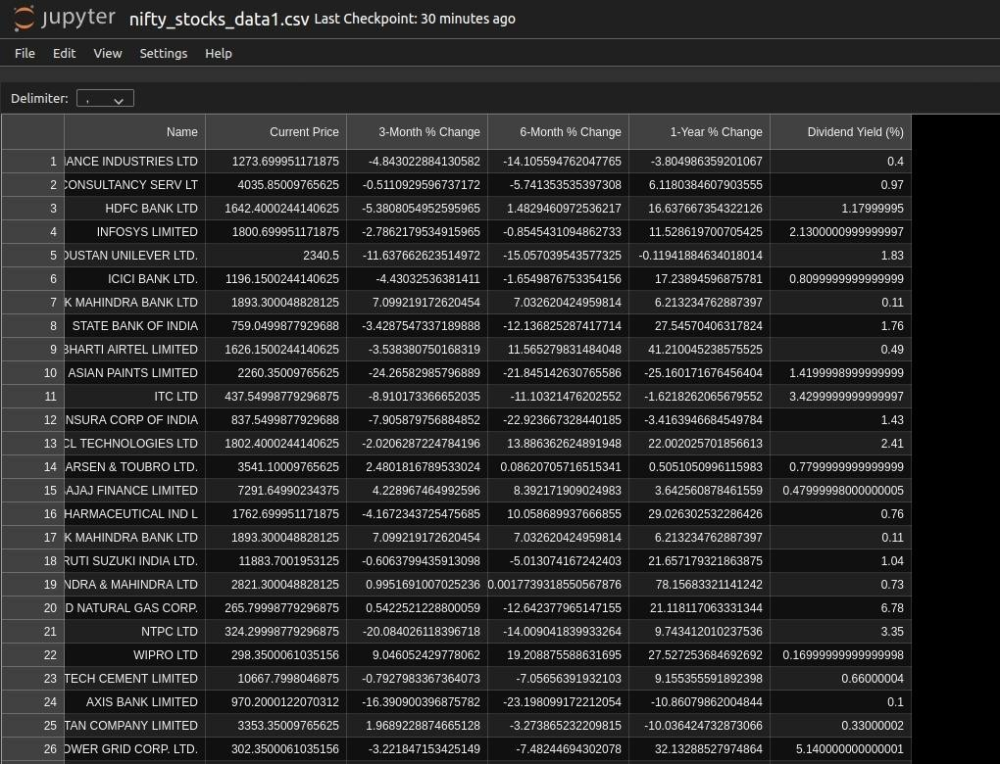 jupyter nifty_stocks_data1.csv Last Checkpoint: 30 minutes ago
File Edit View Settings Help
Delimiter: ,
Name Current Price 3-Month % Change 6-Month % Change 1-Year % Change Dividend Yield (%)
1 IANCE INDUSTRIES LTD 1273.699951171875 -4.843022884130582 -14.105594762047765 -3.804986359201067 0.4
2 CONSULTANCY SERV LT 4035.85009765625 -0.5110929596737172 -5.741353535397308 6.1180384607903555 0.97
3 HDFC BANK LTD 1642.4000244140625 -5.3808054952595965 1.4829460972536217 16.637667354322126 1.17999995
4 INFOSYS LIMITED 1800.699951171875 -2.7862179534915965 -0.8545431094862733 11.528619700705425 2.1300000999999997
5 DUSTAN UNILEVER LTD. 2340.5 -11.637662623514972 -15.057039543577325 -0.11941884634018014 1.83
6 ICICI BANK LTD. 1196.1500244140625 -4.43032536381411 -1.6549876753354156 17.23894596875781 0.8099999999999999
7 K MAHINDRA BANK LTD 1893.300048828125 7.099219172620454 7.032620424959814 6.213234762887397 0.11
8 STATE BANK OF INDIA 759.0499877929688 -3.4287547337189888 -12.136825287417714 27.54570406317824 1.76
9 BHARTI AIRTEL LIMITED 1626.1500244140625 -3.538380750168319 11.565279831484048 41.210045238575525 0.49
10 ASIAN PAINTS LIMITED 2260.35009765625 -24.26582985796889 -21.845142630765586 -25.160171676456404 1.4199998999999999
11 ITC LTD 437.54998779296875 -8.910173366652035 -11.10321476202552 -1.6218262065679552 3.4299999999999997
12 NSURA CORP OF INDIA 837.5499877929688 -7.905879756884852 -22.923667328440185 -3.4163946684549784 1.43
13 CL TECHNOLOGIES LTD 1802.4000244140625 -2.0206287224784196 13.886362624891948 22.002025701856613 2.41
14 ARSEN & TOUBRO LTD. 3541.10009765625 2.4801816789533024 0.08620705716515341 0.5051050996115983 0.7799999999999999
15 AJAJ FINANCE LIMITED 7291.64990234375 4.228967464992596 8.392171909024983 3.642560878461559 0.47999998000000005
16 HARMACEUTICAL IND L 1762.699951171875 -4.1672343725475685 10.058689937666855 29.026302532286426 0.76
17 K MAHINDRA BANK LTD 1893.300048828125 7.099219172620454 7.032620424959814 6.213234762887397 0.11
18 RUTI SUZUKI INDIA LTD. 11883.7001953125 -0.6063799435913098 -5.013074167242403 21.657179321863875 1.04
19 NDRA & MAHINDRA LTD 2821.300048828125 0.9951691007025236 0.0017739318550567876 78.15683321141242 0.73
20 D NATURAL GAS CORP. 265.79998779296875 0.5422521228800059 -12.642377965147155 21.118117063331344 6.78
21 NTPC LTD 324.29998779296875 -20.084026118396718 -14.009041839933264 9.743412010237536 3.35
22 WIPRO LTD 298.3500061035156 9.046052429778062 19.208875588631695 27.527253684692692 0.16999999999999998
23 TECH CEMENT LIMITED 10667.7998046875 -0.7927983367364073 -7.05656391932103 9.155355591892398 0.66000004
24 AXIS BANK LIMITED 970.2000122070312 -16.390900396875782 -23.198099172212054 -10.86079862004844 0.1
25 TAN COMPANY LIMITED 3353.35009765625 1.9689228874665128 -3.273865232209815 -10.036424732873066 0.33000002
26 OWER GRID CORP. LTD. 302.3500061035156 -3.221847153425149 -7.48244694302078 32.13288527974864 5.140000000000001